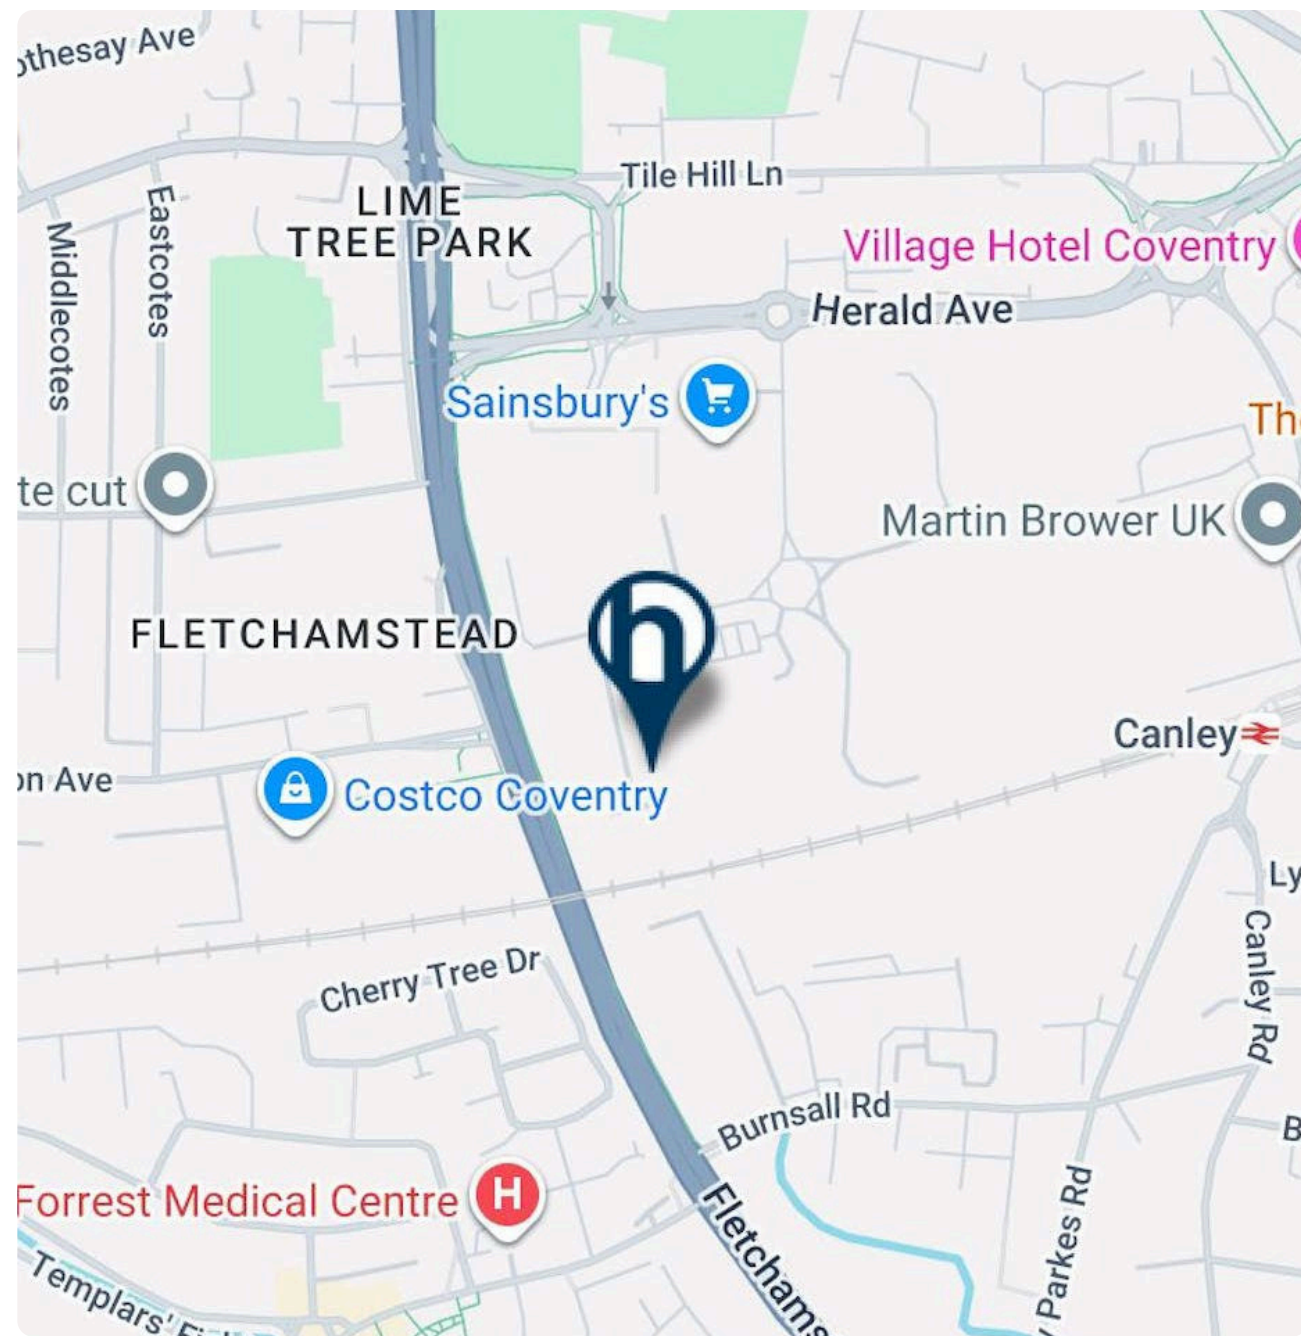 othesay Ave
Tile Hill Ln
LIME
TREE PARK
Eastcotes
Middlecotes
Village Hotel Coventry
Herald Ave
Sainsbury's
Th
te cut
Martin Brower UK
h
FLETCHAMSTEAD
Canley
on Ave
Costco Coventry
Ly
Canley Rd
Cherry Tree Dr
Burnsall Rd
B
Forrest Medical Centre
H
Fletchams
Parkes Rd
Templars'